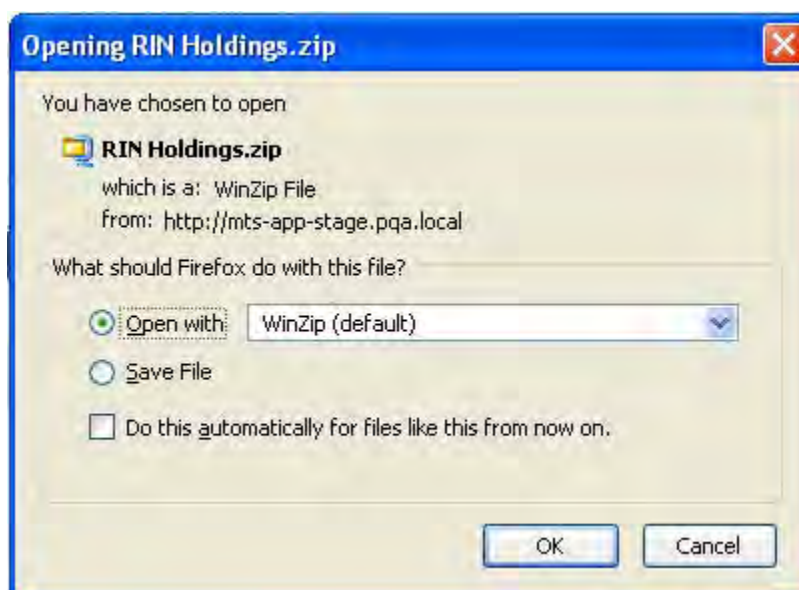 Opening RIN Holdings.zip
You have chosen to open
RIN Holdings.zip
which is a: WinZip File
from: http://mts-app-stage.pqa.local
What should Firefox do with this file?
Open with WinZip (default)
Save File
Do this automatically for files like this from now on.
OK Cancel